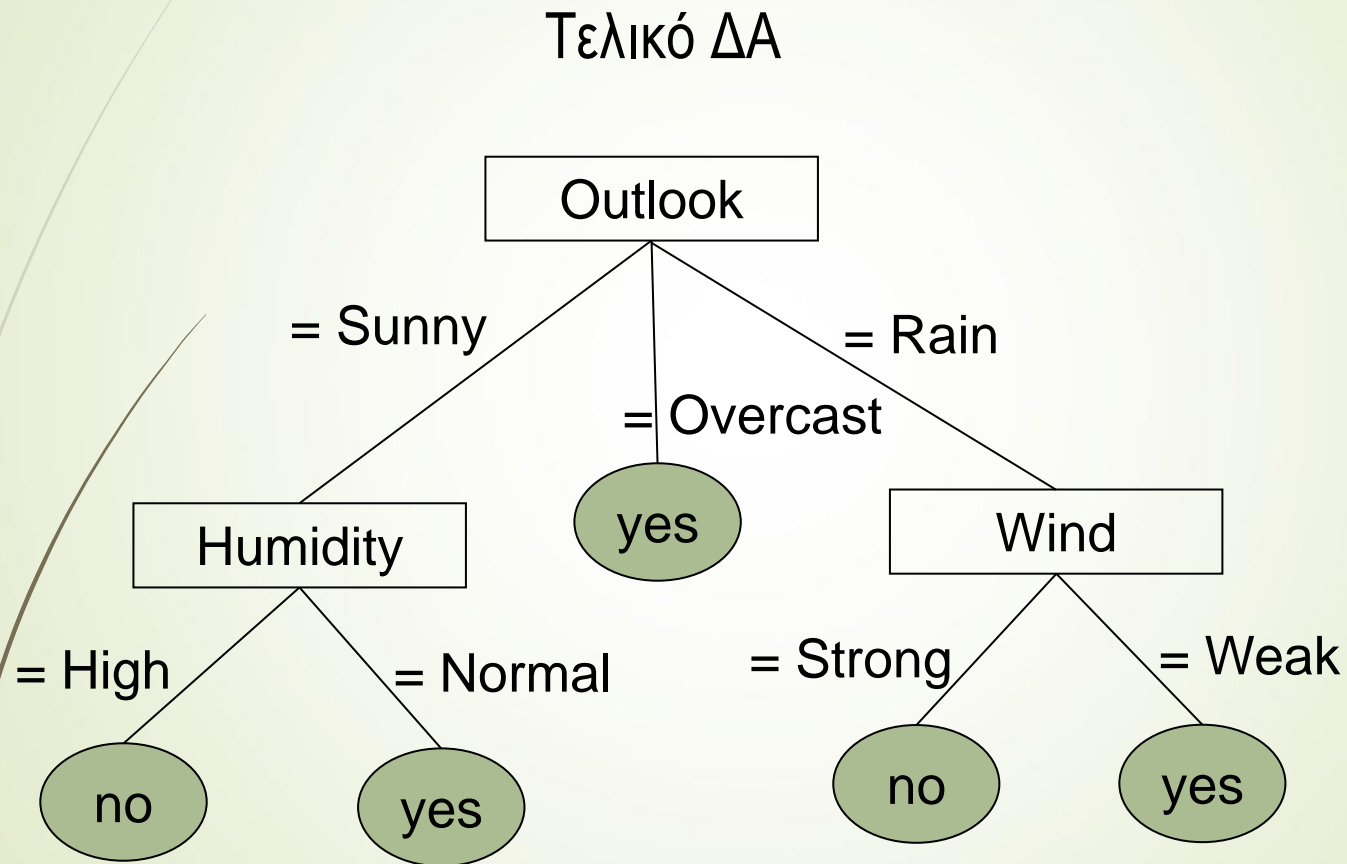 Τελικό ΔΑ
Outlook
= Sunny
= Rain
= Overcast
Humidity
yes
Wind
= High
= Normal
= Strong
= Weak
no
yes
no
yes